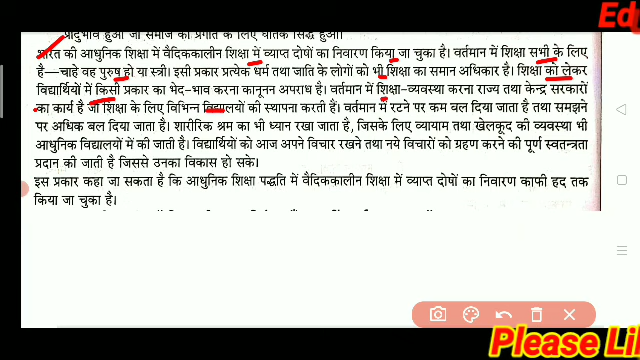 प्रादुर्भाव हुआ जो समाज की प्रगति के लिए घातक सिद्ध हुआ।
भारत की आधुनिक शिक्षा में वैदिककालीन शिक्षा में व्याप्त दोषों का निवारण किया जा चुका है। वर्तमान में शिक्षा सभी के लिए
है— चाहे वह पुरुष हो या स्त्री। इसी प्रकार प्रत्येक धर्म तथा जाति के लोगों को भी शिक्षा का समान अधिकार है। शिक्षा को लेकर
विद्यार्थियों में किसी प्रकार का भेद– भाव करना कानूनन अपराध है। वर्तमान में शिक्षा–व्यवस्था करना राज्य तथा केन्द्र सरकारों
का कार्य है जो शिक्षा के लिए विभिन्न विद्यालयों की स्थापना करती हैं। वर्तमान में रटने पर कम बल दिया जाता है तथा समझने
पर अधिक बल दिया जाता है। शारीरिक श्रम का भी ध्यान रखा जाता है, जिसके लिए व्यायाम तथा खेलकूद की व्यवस्था भी
आधुनिक विद्यालयों में की जाती है। विद्यार्थियों को आज अपने विचार रखने तथा नये विचारों को ग्रहण करने की पूर्ण स्वतन्त्रता
प्रदान की जाती है जिससे उनका विकास हो सके।
इस प्रकार कहा जा सकता है कि आधुनिक शिक्षा पद्धति में वैदिककालीन शिक्षा में व्याप्त दोषों का निवारण काफी हद तक
किया जा चुका है।
Please Li